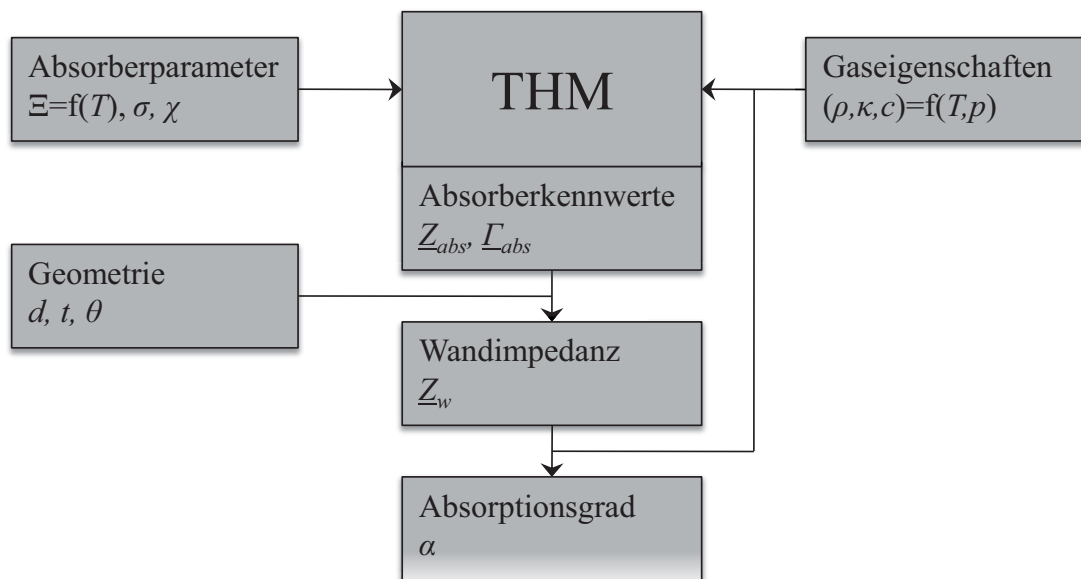 Absorberparameter
Ξ=f(T), σ, χ
THM
Gaseigenschaften
(ρ,κ,c)=f(T,p)
Absorberkennwerte
Z_abs, Γ_abs
Geometrie
d, t, θ
Wandimpedanz
Z_w
Absorptionsgrad
α